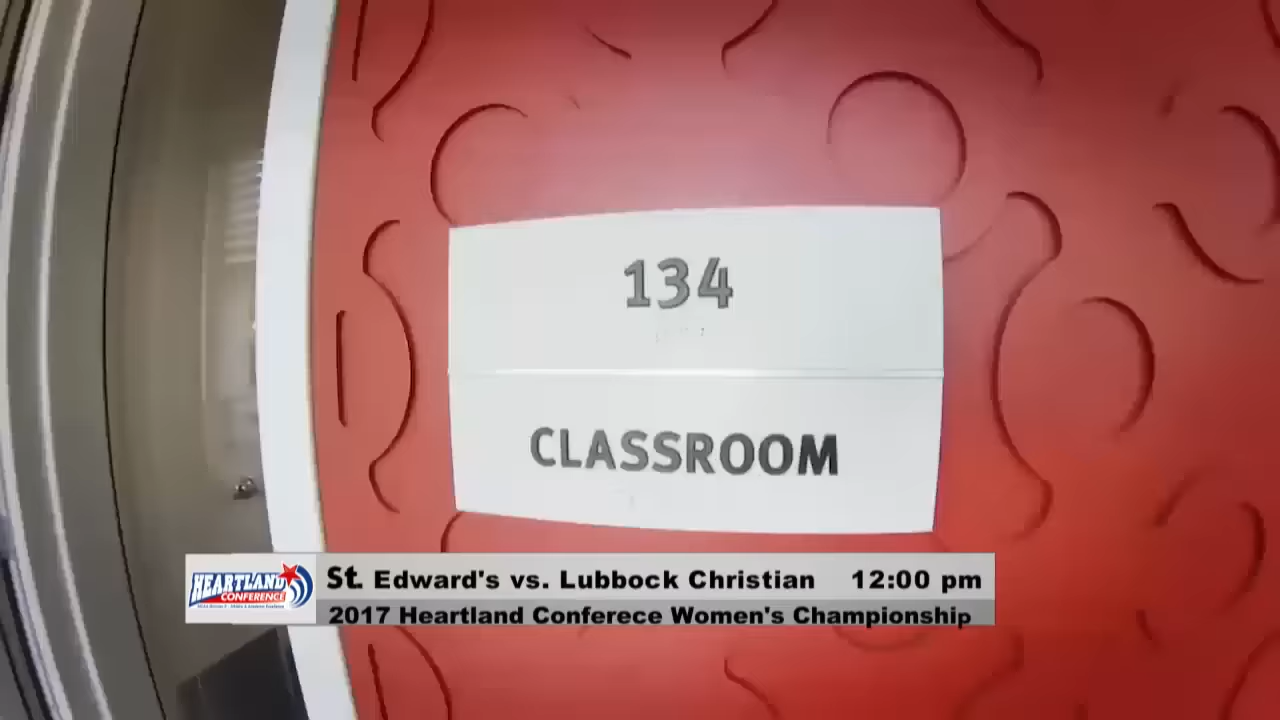 134
CLASSROOM
HEARTLAND
CONFERENCE
St. Edward's vs. Lubbock Christian 12:00 pm
2017 Heartland Conferece Women's Championship